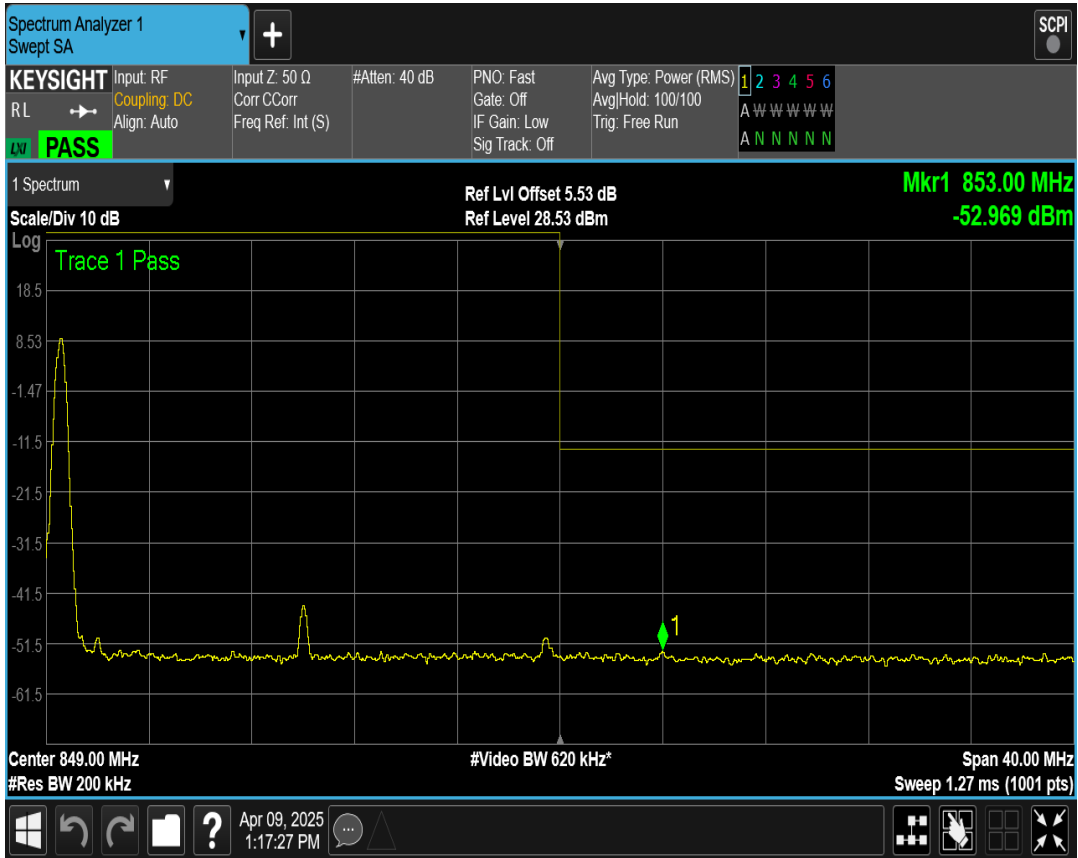 Spectrum Analyzer 1
Swept SA
▼
+
SCPI
KEYSIGHT
RL
LXI
PASS
Input: RF
Coupling: DC
Align: Auto
Input Z: 50 Ω
Corr CCorr
Freq Ref: Int (S)
#Atten: 40 dB
PNO: Fast
Gate: Off
IF Gain: Low
Sig Track: Off
Avg Type: Power (RMS)
Avg|Hold: 100/100
Trig: Free Run
1 2 3 4 5 6
A W W W W W
A N N N N N
1 Spectrum ▼
Scale/Div 10 dB
Ref Lvl Offset 5.53 dB
Ref Level 28.53 dBm
Mkr1 853.00 MHz
-52.969 dBm
Log
Trace 1 Pass
18.5
8.53
-1.47
-11.5
-21.5
-31.5
-41.5
-51.5
-61.5
1
Center 849.00 MHz
#Res BW 200 kHz
#Video BW 620 kHz*
Span 40.00 MHz
Sweep 1.27 ms (1001 pts)
?
Apr 09, 2025
1:17:27 PM
...